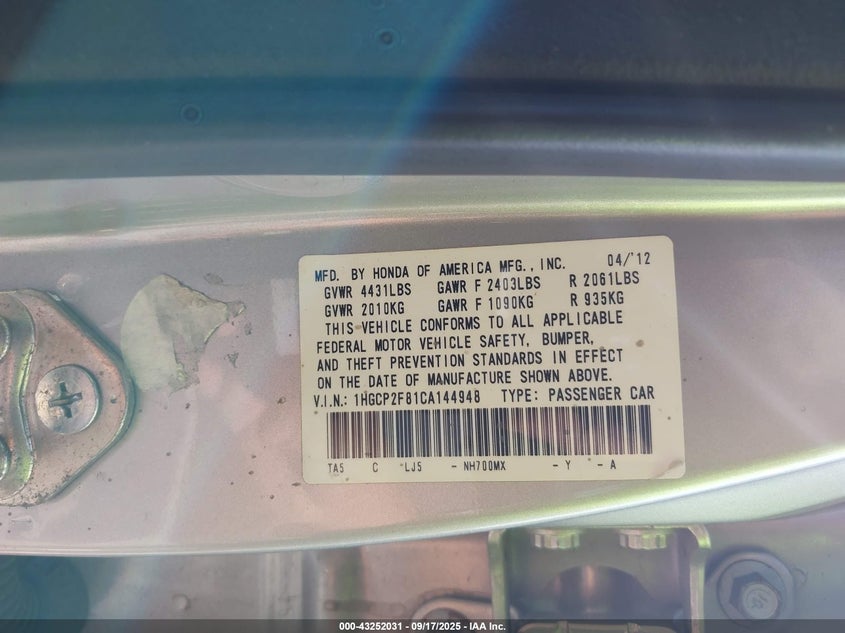 MFD. BY HONDA OF AMERICA MFG., INC. 04/'12
GVWR 4431LBS GAWR F 2403LBS R 2061LBS
GVWR 2010KG GAWR F 1090KG R 935KG
THIS VEHICLE CONFORMS TO ALL APPLICABLE
FEDERAL MOTOR VEHICLE SAFETY, BUMPER,
AND THEFT PREVENTION STANDARDS IN EFFECT
ON THE DATE OF MANUFACTURE SHOWN ABOVE.
V.I.N.: 1HGCP2F81CA144948 TYPE: PASSENGER CAR
TA5 C LJ5 - NH700MX - Y - A
000-43252031 - 09/17/2025 - IAA Inc.